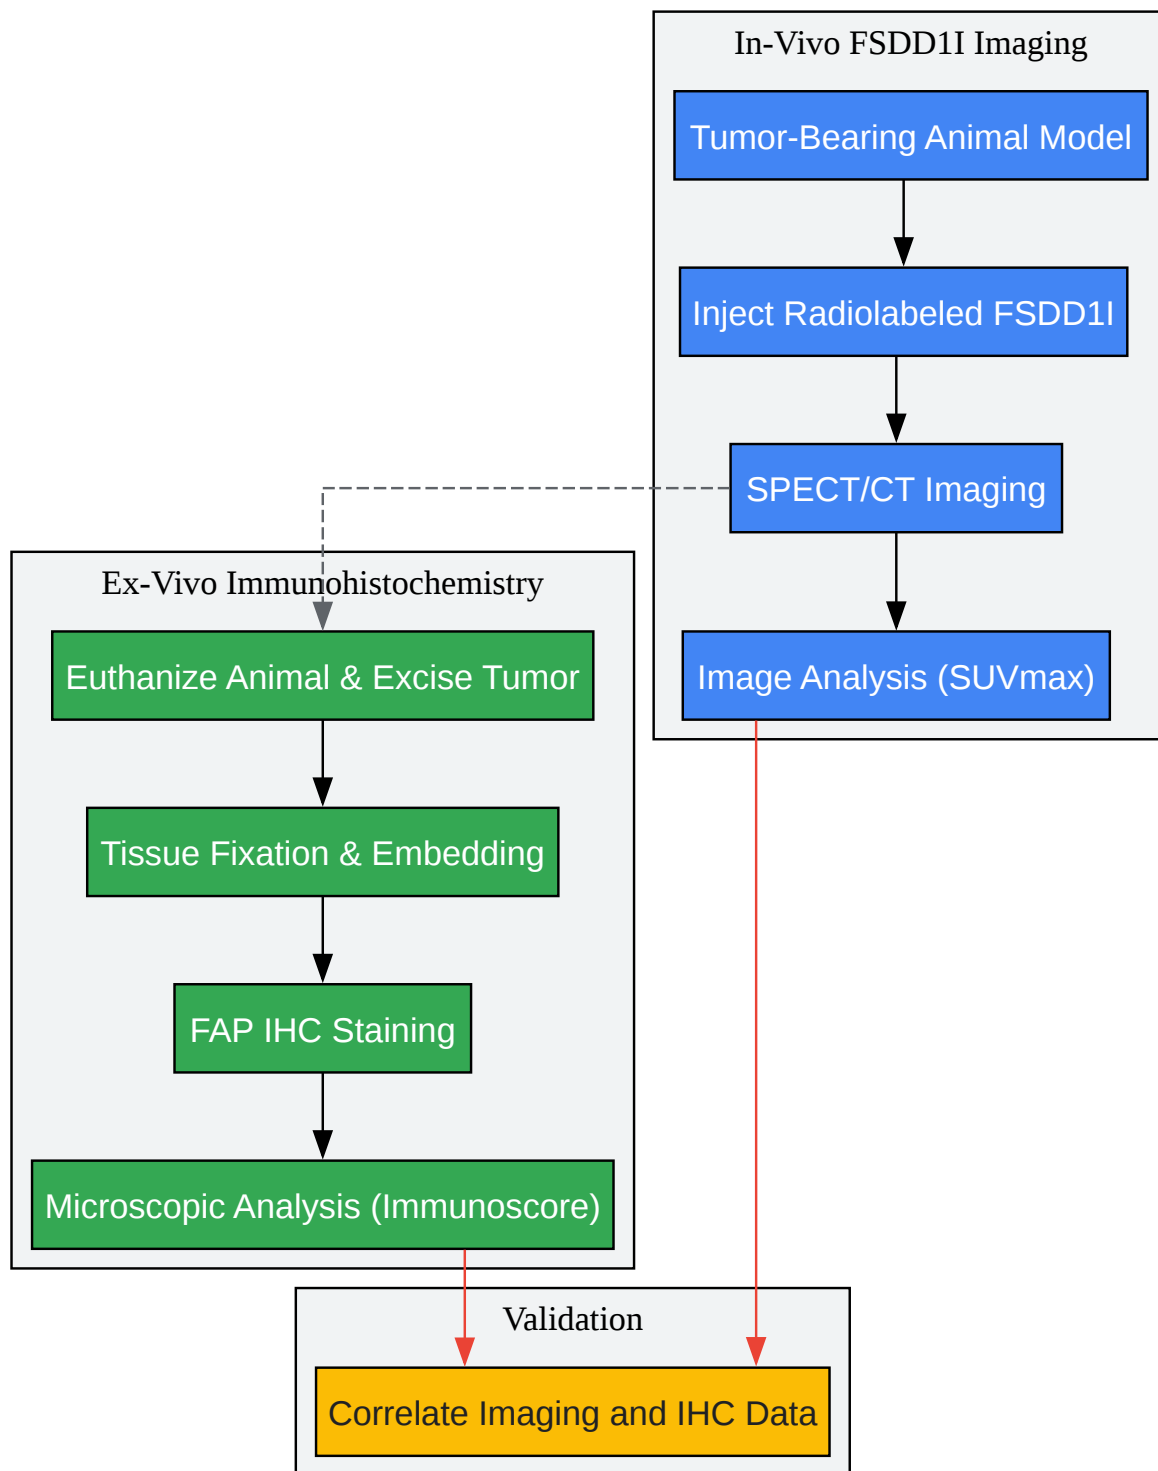 In-Vivo FSDD1I Imaging
Tumor-Bearing Animal Model
Inject Radiolabeled FSDD1I
SPECT/CT Imaging
Image Analysis (SUVmax)
Ex-Vivo Immunohistochemistry
Euthanize Animal & Excise Tumor
Tissue Fixation & Embedding
FAP IHC Staining
Microscopic Analysis (Immunoscore)
Validation
Correlate Imaging and IHC Data